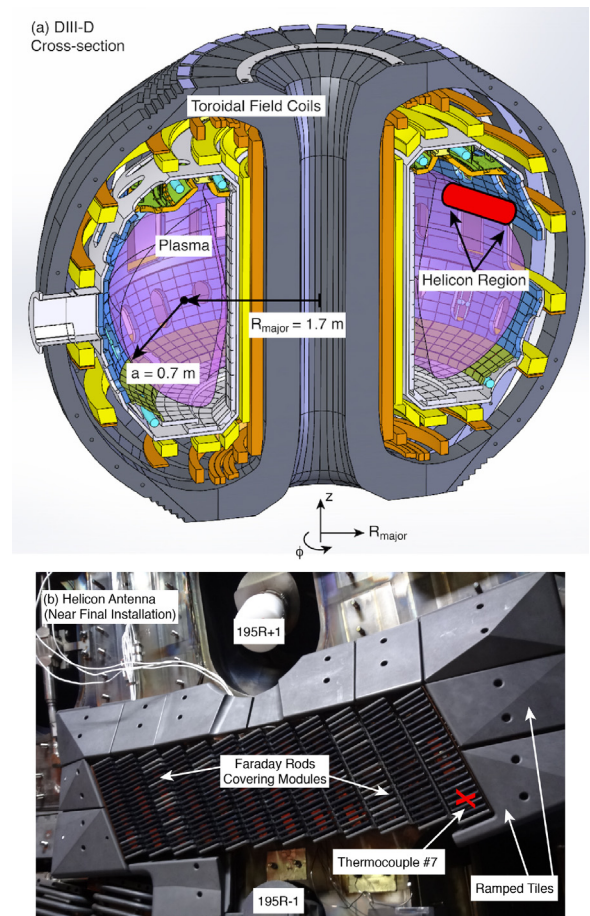 (a) DIII-D
Cross-section
Toroidal Field Coils
Plasma
Helicon Region
R_major = 1.7 m
a = 0.7 m
z
R_major
ϕ
(b) Helicon Antenna
(Near Final Installation)
195R+1
Faraday Rods
Covering Modules
Thermocouple #7
Ramped Tiles
195R-1